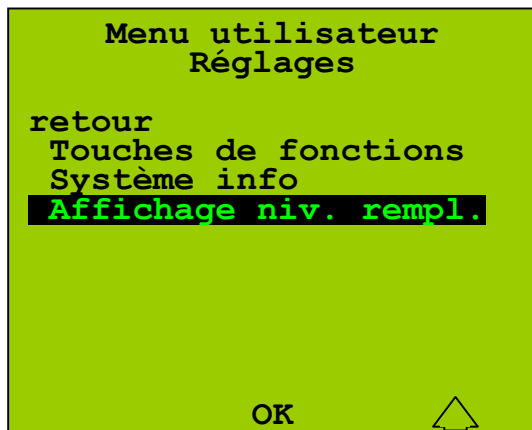 Menu utilisateur
Réglages
retour
Touches de fonctions
Système info
Affichage niv. rempl.
OK